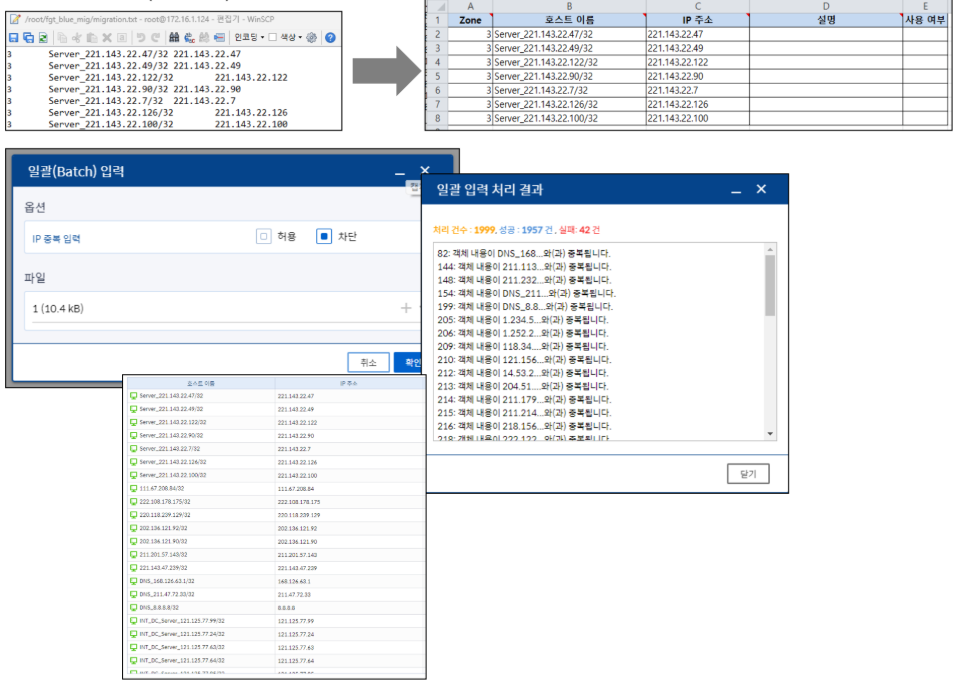 /root/fgt_blue_mig/migration.txt - root@172.16.1.124 - 편집기 - WinSCP
인코딩 색상
3 Server_221.143.22.47/32 221.143.22.47
3 Server_221.143.22.49/32 221.143.22.49
3 Server_221.143.22.122/32 221.143.22.122
3 Server_221.143.22.90/32 221.143.22.90
3 Server_221.143.22.7/32 221.143.22.7
3 Server_221.143.22.126/32 221.143.22.126
3 Server_221.143.22.100/32 221.143.22.100
A B C D E
1 Zone 호스트 이름 IP 주소 설명 사용 여부
2 3 Server_221.143.22.47/32 221.143.22.47
3 3 Server_221.143.22.49/32 221.143.22.49
4 3 Server_221.143.22.122/32 221.143.22.122
5 3 Server_221.143.22.90/32 221.143.22.90
6 3 Server_221.143.22.7/32 221.143.22.7
7 3 Server_221.143.22.126/32 221.143.22.126
8 3 Server_221.143.22.100/32 221.143.22.100
일괄(Batch) 입력
옵션
IP 중복 입력 허용 차단
파일
1 (10.4 kB)
취소 확인
일괄 입력 처리 결과
처리 건수 : 1999, 성공 : 1957 건 , 실패: 42 건
82: 객체 내용이 DNS_168...와(과) 중복됩니다.
144: 객체 내용이 211.113...와(과) 중복됩니다.
148: 객체 내용이 211.232...와(과) 중복됩니다.
154: 객체 내용이 DNS_211...와(과) 중복됩니다.
199: 객체 내용이 DNS_8.8...와(과) 중복됩니다.
205: 객체 내용이 1.234.5...와(과) 중복됩니다.
206: 객체 내용이 1.252.2...와(과) 중복됩니다.
209: 객체 내용이 118.34....와(과) 중복됩니다.
210: 객체 내용이 121.156...와(과) 중복됩니다.
212: 객체 내용이 14.53.2...와(과) 중복됩니다.
213: 객체 내용이 204.51....와(과) 중복됩니다.
214: 객체 내용이 211.179...와(과) 중복됩니다.
215: 객체 내용이 211.214...와(과) 중복됩니다.
216: 객체 내용이 218.156...와(과) 중복됩니다.
218: 객체 내용이 222.122...와(과) 중복됩니다.
닫기
호스트 이름 IP 주소
Server_221.143.22.47/32 221.143.22.47
Server_221.143.22.49/32 221.143.22.49
Server_221.143.22.122/32 221.143.22.122
Server_221.143.22.90/32 221.143.22.90
Server_221.143.22.7/32 221.143.22.7
Server_221.143.22.126/32 221.143.22.126
Server_221.143.22.100/32 221.143.22.100
111.67.208.84/32 111.67.208.84
222.108.178.175/32 222.108.178.175
220.118.239.129/32 220.118.239.129
202.136.121.92/32 202.136.121.92
202.136.121.90/32 202.136.121.90
211.201.57.143/32 211.201.57.143
221.143.47.239/32 221.143.47.239
DNS_168.126.63.1/32 168.126.63.1
DNS_211.47.72.33/32 211.47.72.33
DNS_8.8.8.8/32 8.8.8.8
INT_DC_Server_121.125.77.99/32 121.125.77.99
INT_DC_Server_121.125.77.24/32 121.125.77.24
INT_DC_Server_121.125.77.63/32 121.125.77.63
INT_DC_Server_121.125.77.64/32 121.125.77.64